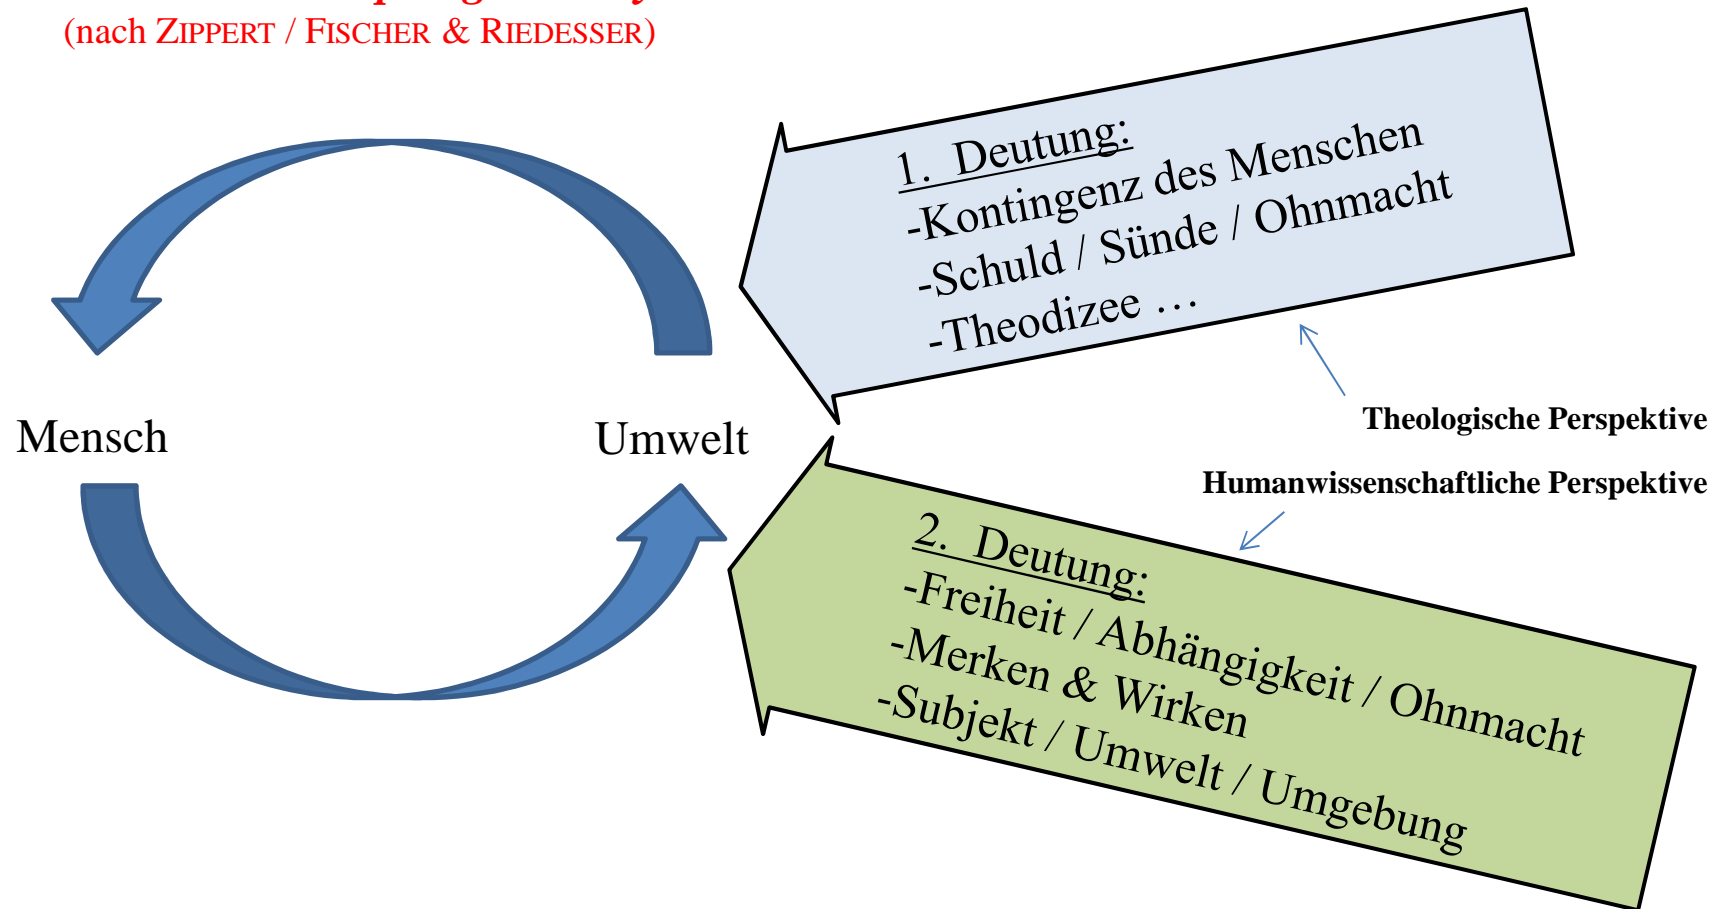 (nach ZIPPERT / FISCHER & RIEDESSER)
1. Deutung:
-Kontingenz des Menschen
-Schuld / Sünde / Ohnmacht
-Theodizee …
Theologische Perspektive
Mensch
Umwelt
Humanwissenschaftliche Perspektive
2. Deutung:
-Freiheit / Abhängigkeit / Ohnmacht
-Merken & Wirken
-Subjekt / Umwelt / Umgebung